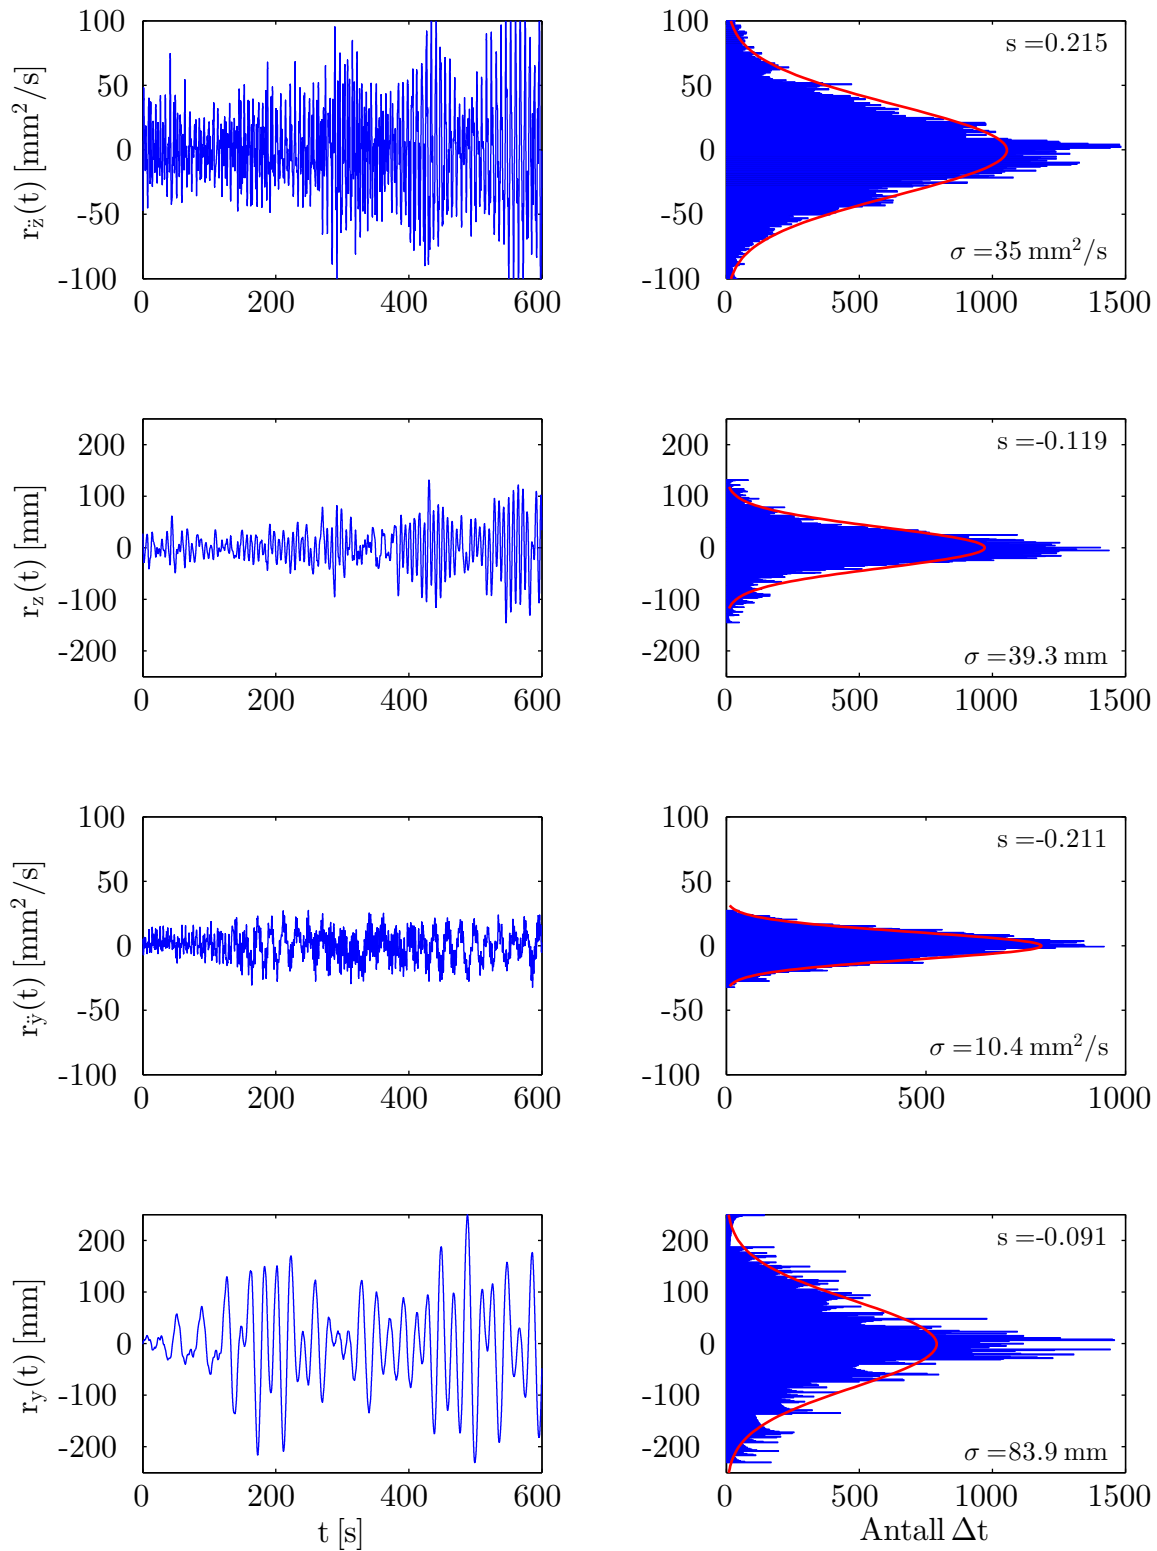 100
50
0
-50
-100
r_z̈(t) [mm²/s]
0 200 400 600
100
50
0
-50
-100
s =0.215
σ =35 mm²/s
0 500 1000 1500
200
100
0
-100
-200
r_z(t) [mm]
0 200 400 600
200
100
0
-100
-200
s =-0.119
σ =39.3 mm
0 500 1000 1500
100
50
0
-50
-100
r_ÿ(t) [mm²/s]
0 200 400 600
100
50
0
-50
-100
s =-0.211
σ =10.4 mm²/s
0 500 1000
200
100
0
-100
-200
r_y(t) [mm]
0 200 400 600
t [s]
200
100
0
-100
-200
s =-0.091
σ =83.9 mm
0 500 1000 1500
Antall Δt